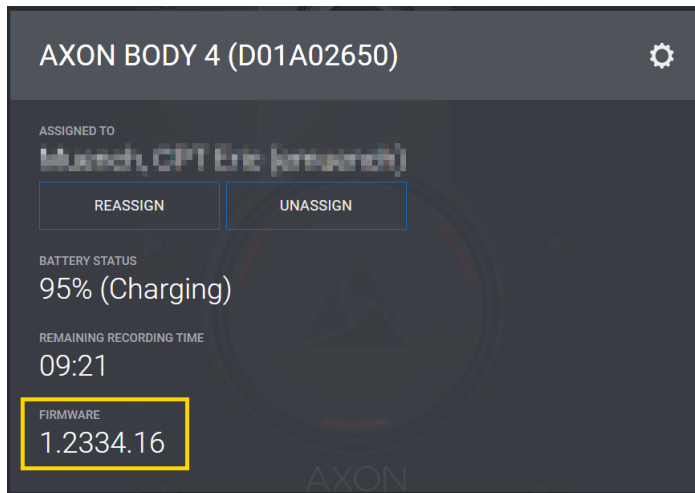 AXON BODY 4 (D01A02650)
ASSIGNED TO
REASSIGN UNASSIGN
BATTERY STATUS
95% (Charging)
REMAINING RECORDING TIME
09:21
FIRMWARE
1.2334.16
AXON